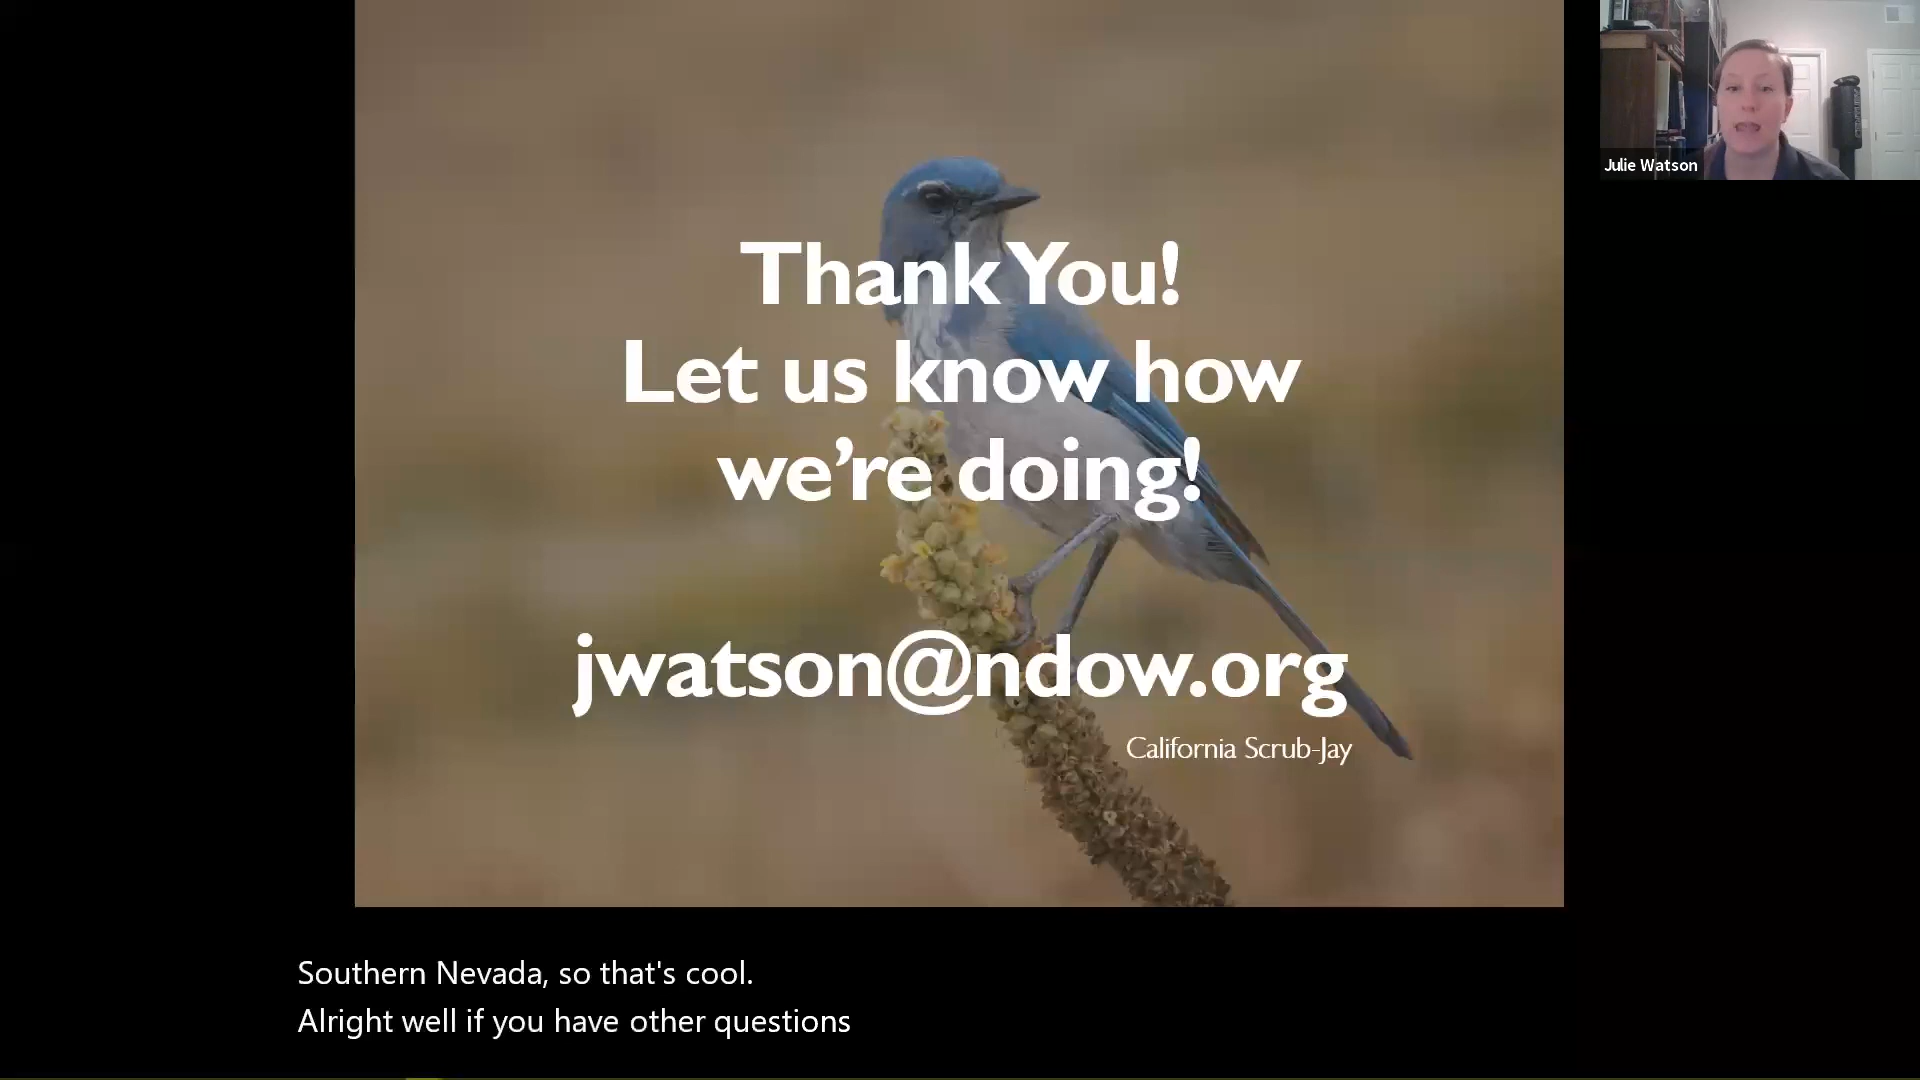 Julie Watson
Thank You!
Let us know how
we're doing!
jwatson@ndow.org
California Scrub-Jay
Southern Nevada, so that's cool.
Alright well if you have other questions